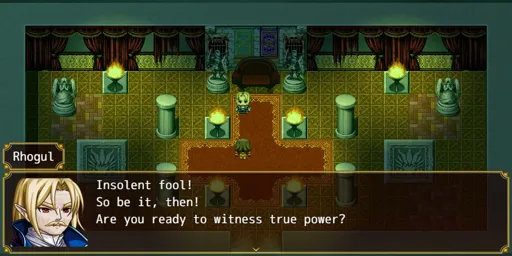 Rhogul
Insolent fool!
So be it, then!
Are you ready to witness true power?